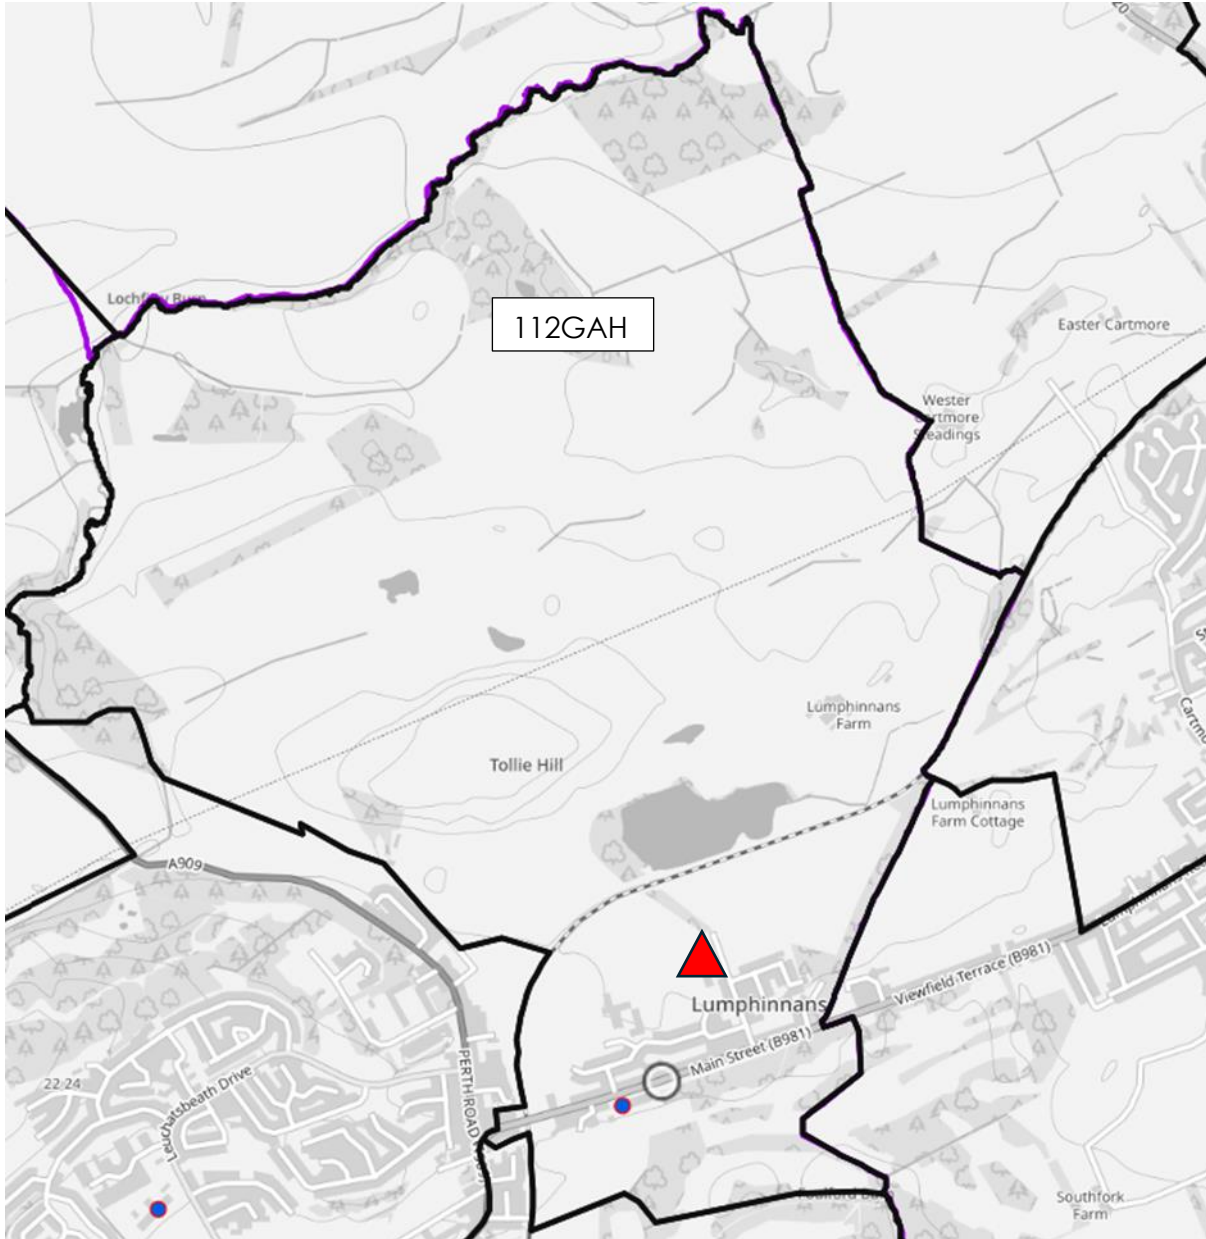 20
Lochfitty Burn
112GAH
Easter Cartmore
Wester
Cartmore
Steadings
Lumphinnans
Farm
Tollie Hill
Lumphinnans
Farm Cottage
A909
Viewfield Terrace (B981)
Lumphinnans
Main Street (B981)
22 24
Leuchatsbeath Drive
PERTH ROAD
Southfork
Farm